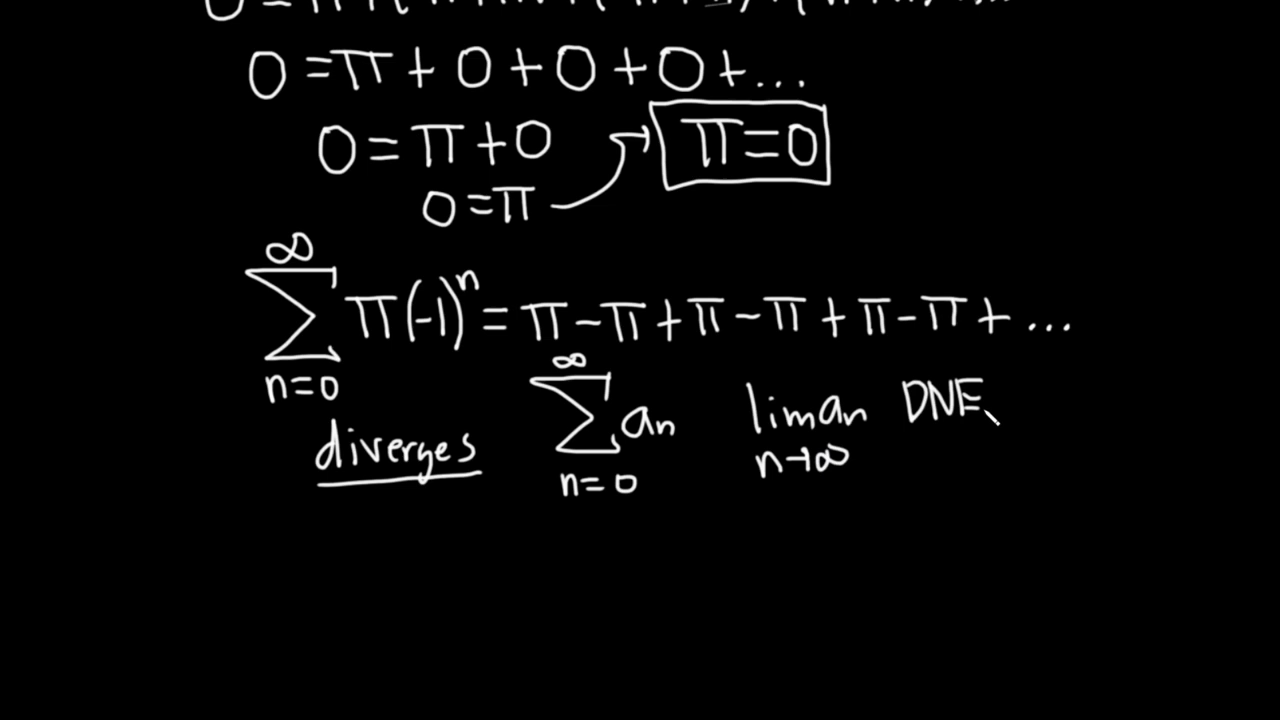 0 = π + 0 + 0 + 0 + ...
0 = π + 0
π = 0
0 = π
∞
∑ π(-1)ⁿ = π - π + π - π + π - π + ...
n=0
diverges
∞
∑ aₙ
n=0
lim aₙ DNE
n→∞